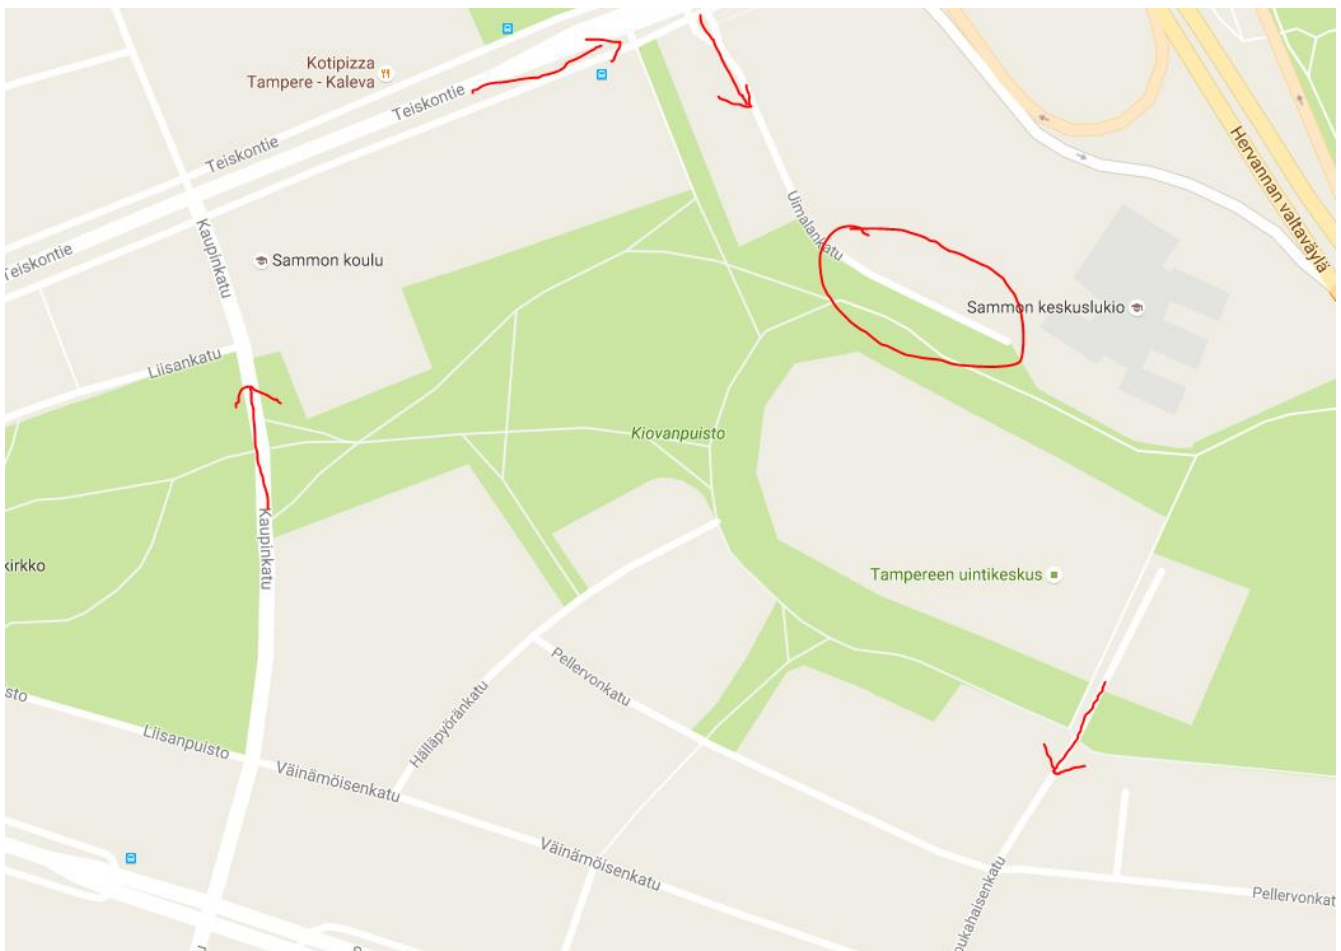 Kotipizza
Tampere - Kaleva
Teiskontie
Teiskontie
Teiskontie
Hervannan valtaväylä
Uimalankatu
Kaupinkatu
Sammon koulu
Sammon keskuslukio
Liisankatu
Kiovanpuisto
Kaupinkatu
kirkko
Tampereen uintikeskus
Pellervonkatu
sto
Hälläpyöränkatu
Liisanpuisto
Väinämöisenkatu
Väinämöisenkatu
oukahaisenkatu
Pellervonkat